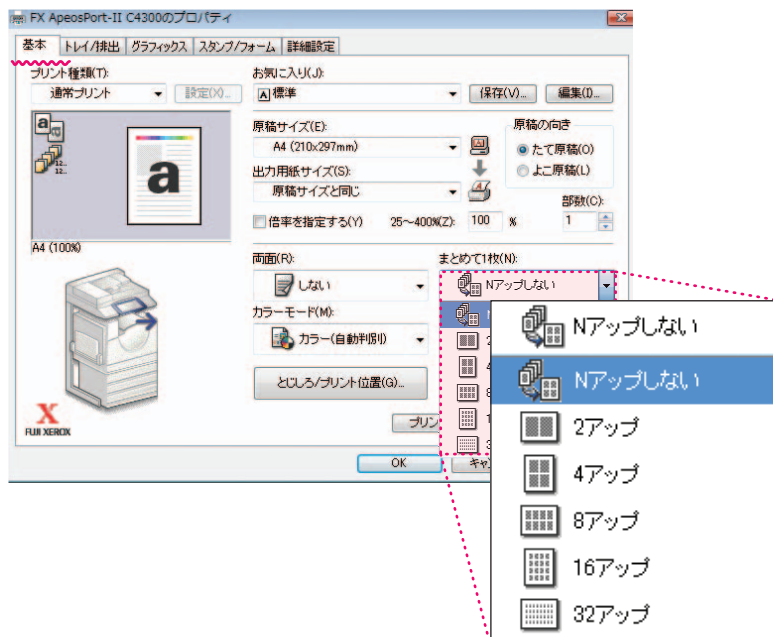 FX ApeosPort-II C4300のプロパティ
基本 トレイ/排出 グラフィックス スタンプ/フォーム 詳細設定
プリント種類(T):
通常プリント 設定(X)...
お気に入り(J):
A 標準 保存(V)... 編集(I)...
原稿サイズ(E):
A4 (210x297mm)
原稿の向き
たて原稿(O)
よこ原稿(L)
出力用紙サイズ(S):
原稿サイズと同じ
部数(C):
倍率を指定する(Y) 25～400%(Z): 100 % 1
a
A4 (100%)
両面(R):
しない
まとめて1枚(N):
Nアップしない
カラーモード(M):
カラー(自動判別)
とじしろ/プリント位置(G)...
プリン
OK キャ
X
FUJI XEROX
Nアップしない
Nアップしない
2アップ
4アップ
8アップ
16アップ
32アップ